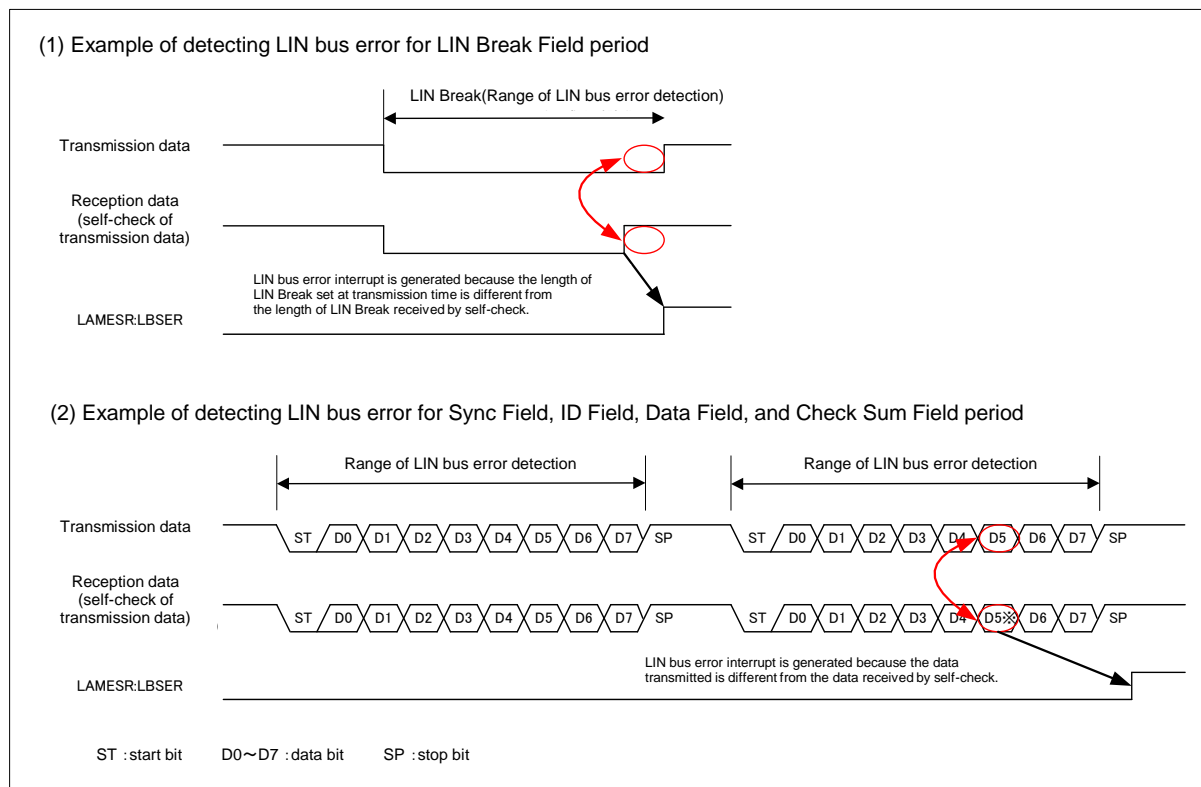 (1) Example of detecting LIN bus error for LIN Break Field period
LIN Break(Range of LIN bus error detection)
Transmission data
Reception data
(self-check of
transmission data)
LIN bus error interrupt is generated because the length of
LIN Break set at transmission time is different from
the length of LIN Break received by self-check.
LAMESR:LBSER
(2) Example of detecting LIN bus error for Sync Field, ID Field, Data Field, and Check Sum Field period
Range of LIN bus error detection Range of LIN bus error detection
Transmission data ST D0 D1 D2 D3 D4 D5 D6 D7 SP ST D0 D1 D2 D3 D4 D5 D6 D7 SP
Reception data
(self-check of
transmission data) ST D0 D1 D2 D3 D4 D5 D6 D7 SP ST D0 D1 D2 D3 D4 D5※ D6 D7 SP
LIN bus error interrupt is generated because the data
transmitted is different from the data received by self-check.
LAMESR:LBSER
ST :start bit D0～D7 :data bit SP :stop bit